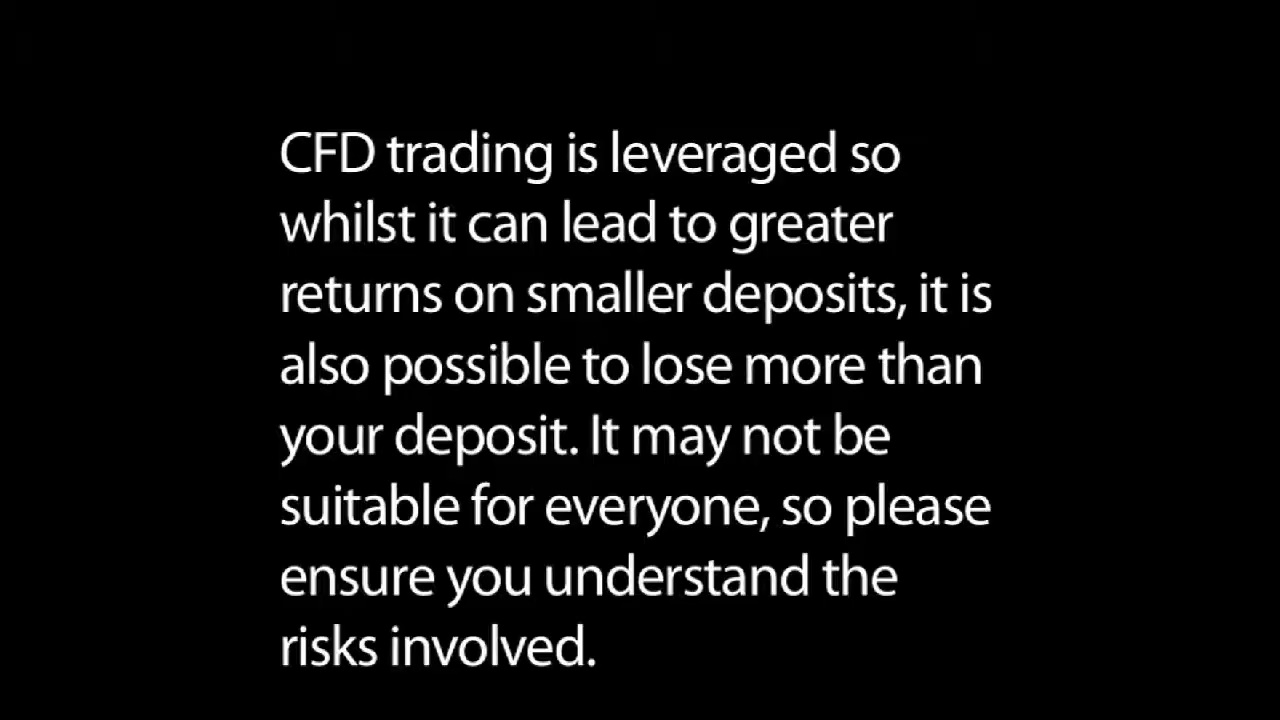 CFD trading is leveraged so
whilst it can lead to greater
returns on smaller deposits, it is
also possible to lose more than
your deposit. It may not be
suitable for everyone, so please
ensure you understand the
risks involved.